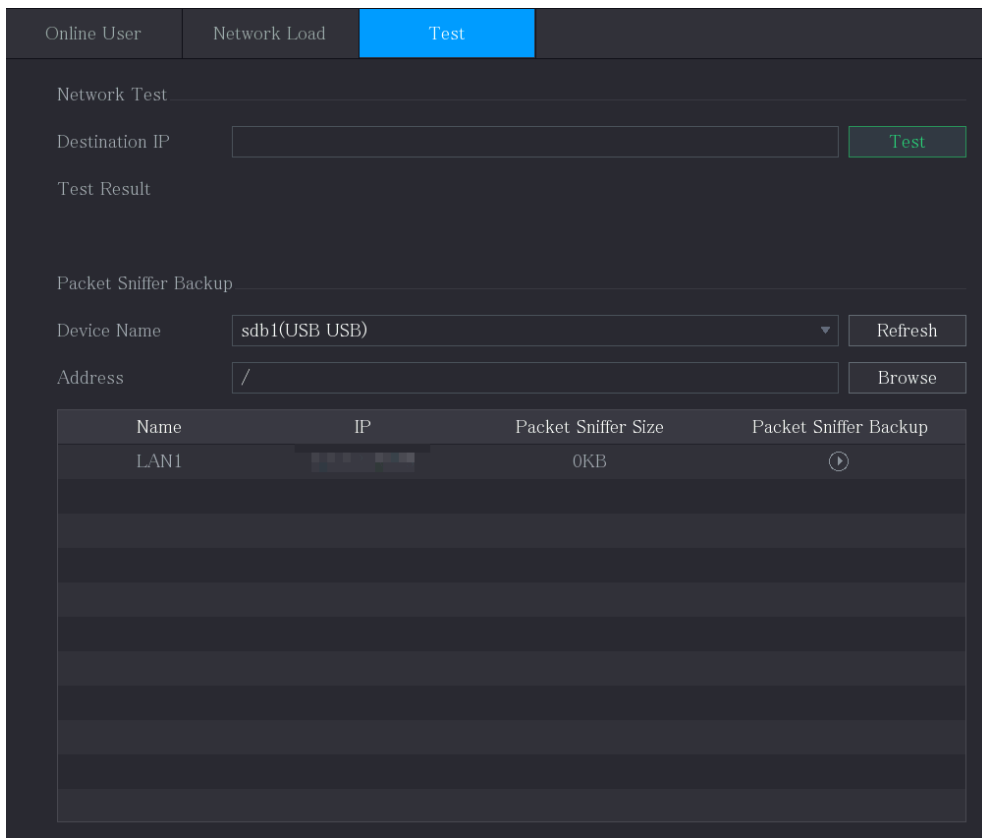 Online User Network Load Test
Network Test
Destination IP Test
Test Result
Packet Sniffer Backup
Device Name sdb1(USB USB) Refresh
Address / Browse
Name IP Packet Sniffer Size Packet Sniffer Backup
LAN1 0KB